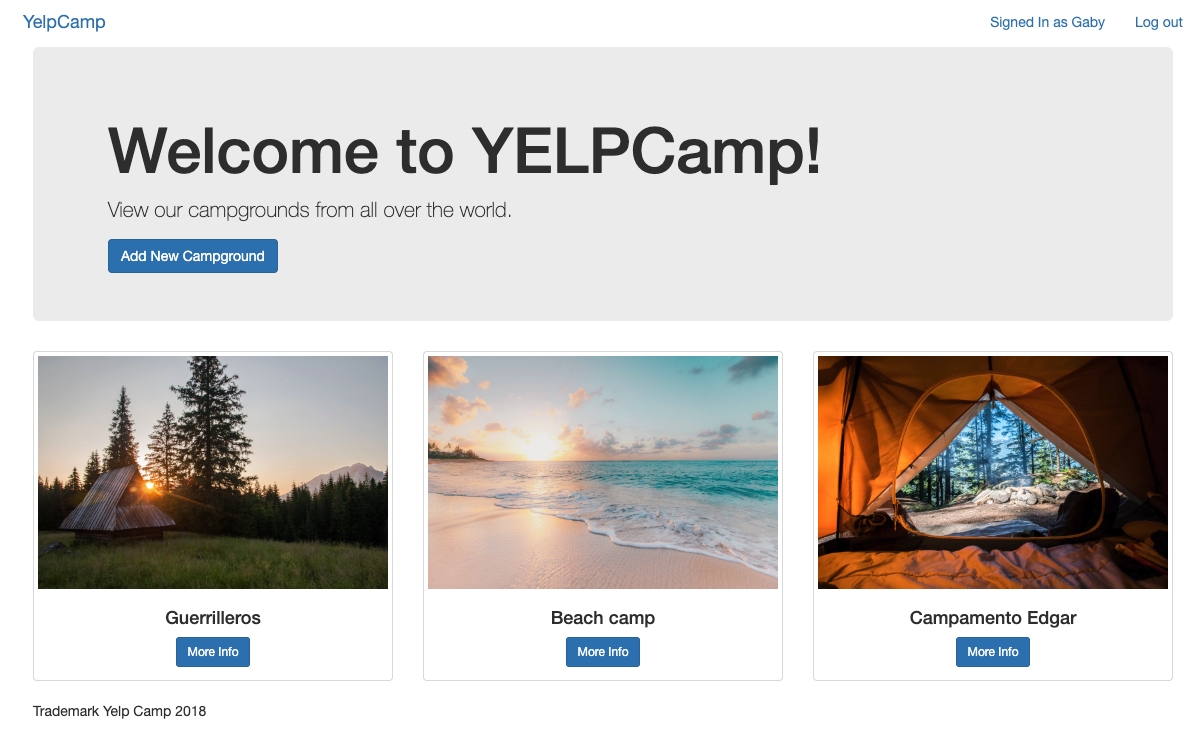 YelpCamp
Signed In as Gaby
Log out
Welcome to YELPCamp!
View our campgrounds from all over the world.
Add New Campground
Guerrilleros
More Info
Beach camp
More Info
Campamento Edgar
More Info
Trademark Yelp Camp 2018